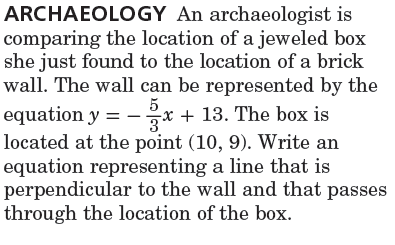 ARCHAEOLOGY An archaeologist is
comparing the location of a jeweled box
she just found to the location of a brick
wall. The wall can be represented by the
equation y = −5/3x + 13. The box is
located at the point (10, 9). Write an
equation representing a line that is
perpendicular to the wall and that passes
through the location of the box.